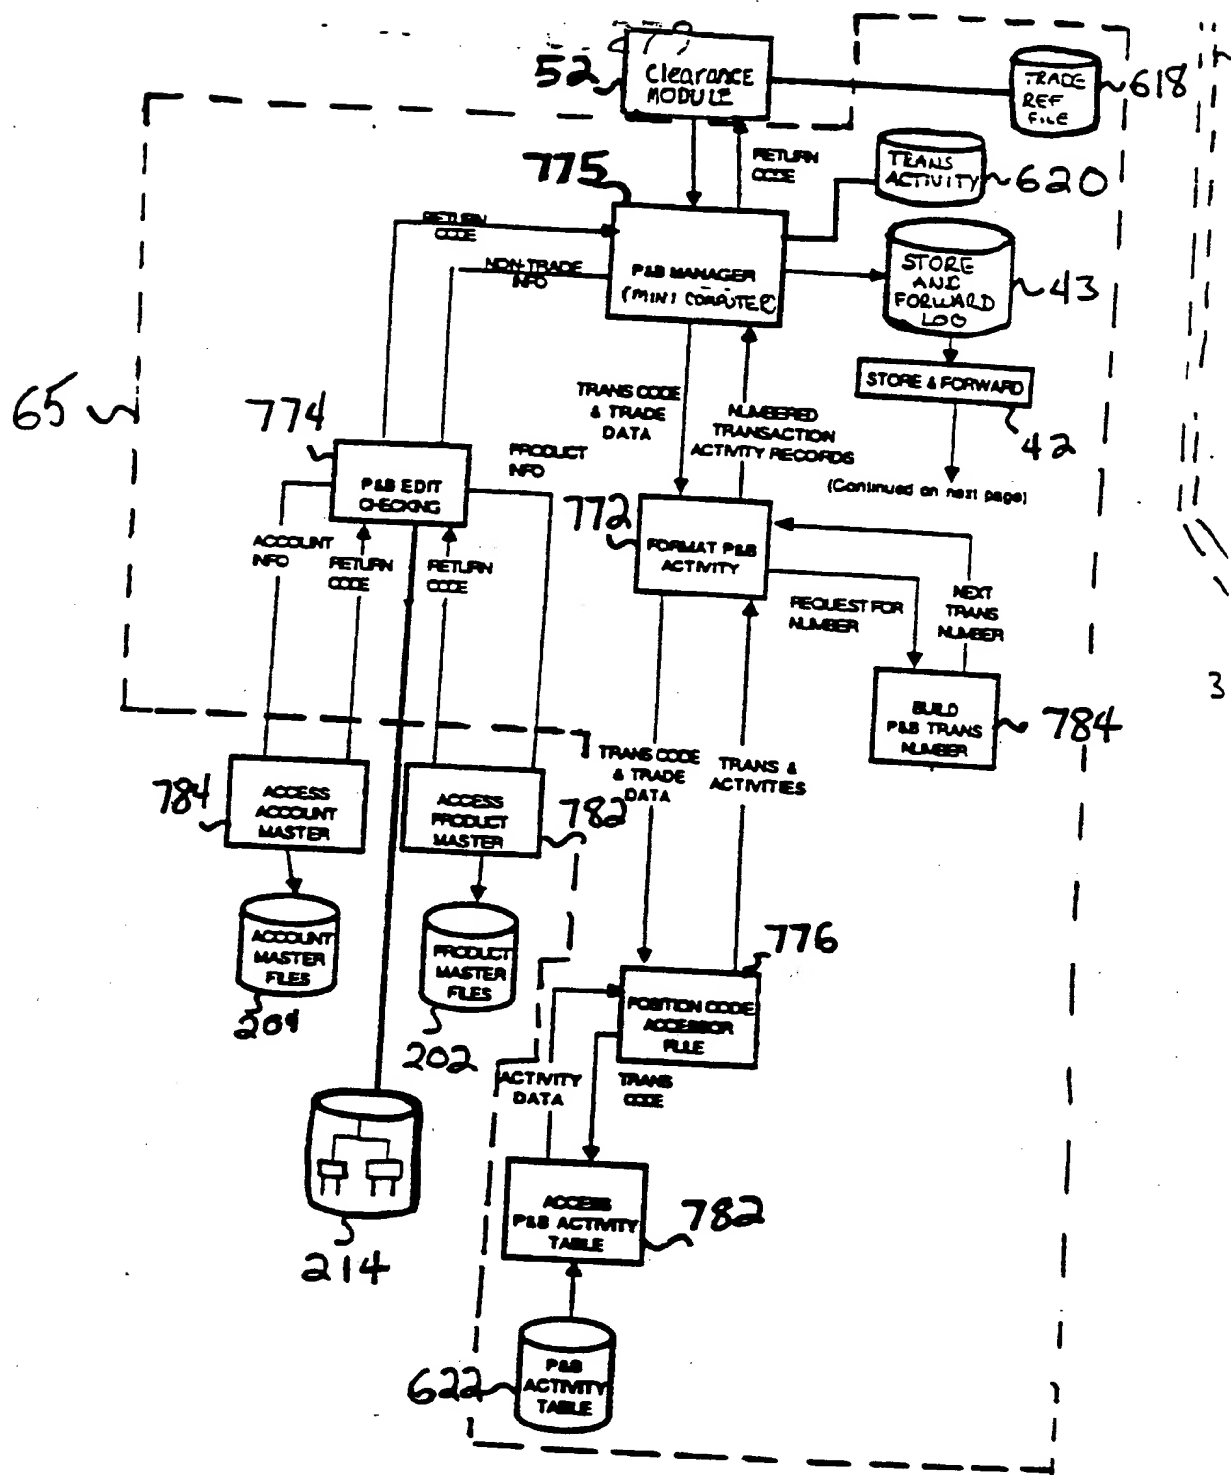 52
Clearance
MODULE
TRADE
REF
FILE
618
775
RETURN
CODE
TRANS
ACTIVITY
620
RETURN
CODE
NON-TRADE
INFO
P&B MANAGER
(MINI COMPUTER)
STORE
AND
FORWARD
LOG
43
65
774
TRANS CODE
& TRADE
DATA
NUMBERED
TRANSACTION
ACTIVITY RECORDS
STORE & FORWARD
42
(Continued on next page)
P&B EDIT
CHECKING
PRODUCT
INFO
772
FORMAT P&B
ACTIVITY
ACCOUNT
INFO
RETURN
CODE
RETURN
CODE
REQUEST FOR
NUMBER
NEXT
TRANS
NUMBER
3
BUILD
P&B TRANS
NUMBER
784
784
ACCESS
ACCOUNT
MASTER
ACCESS
PRODUCT
MASTER
782
TRANS CODE
& TRADE
DATA
TRANS &
ACTIVITIES
ACCOUNT
MASTER
FILES
204
PRODUCT
MASTER
FILES
202
776
POSITION CODE
ACCESSOR
FILE
ACTIVITY
DATA
TRANS
CODE
214
ACCESS
P&B ACTIVITY
TABLE
782
622
P&B
ACTIVITY
TABLE